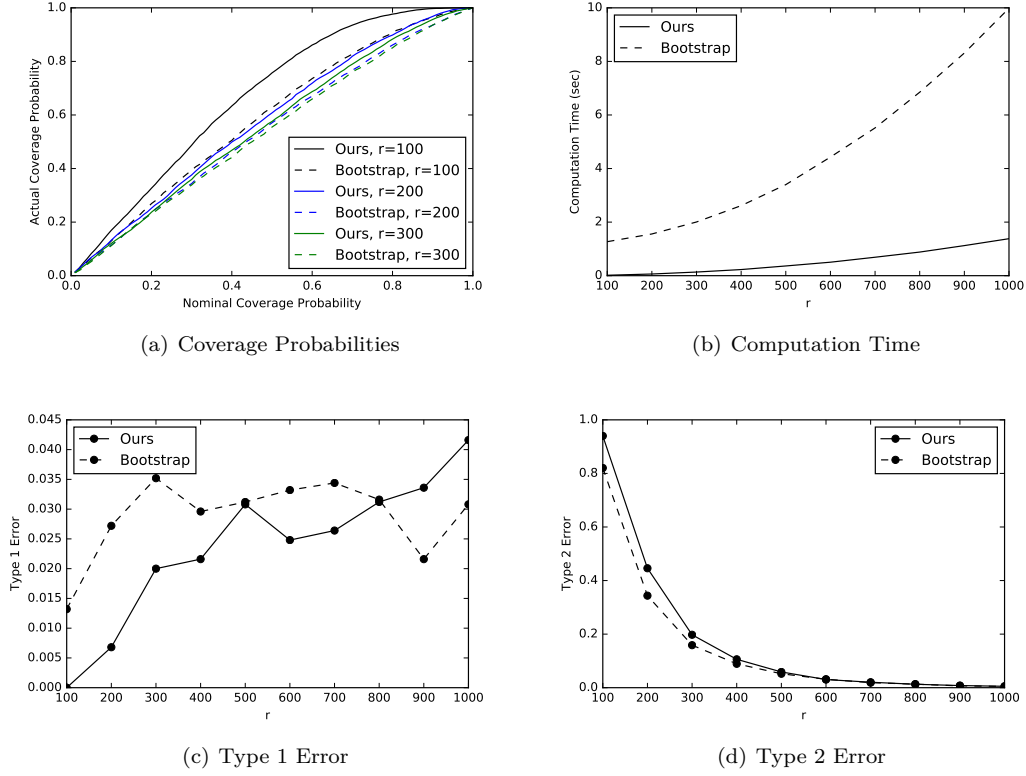 1.0
0.8
0.6
0.4
0.2
0.0
Actual Coverage Probability
Ours, r=100
Bootstrap, r=100
Ours, r=200
Bootstrap, r=200
Ours, r=300
Bootstrap, r=300
0.0 0.2 0.4 0.6 0.8 1.0
Nominal Coverage Probability
(a) Coverage Probabilities
10
8
6
4
2
0
Computation Time (sec)
Ours
Bootstrap
100 200 300 400 500 600 700 800 900 1000
r
(b) Computation Time
0.045
0.040
0.035
0.030
0.025
0.020
0.015
0.010
0.005
0.000
Type 1 Error
Ours
Bootstrap
100 200 300 400 500 600 700 800 900 1000
r
(c) Type 1 Error
1.0
0.8
0.6
0.4
0.2
0.0
Type 2 Error
Ours
Bootstrap
100 200 300 400 500 600 700 800 900 1000
r
(d) Type 2 Error